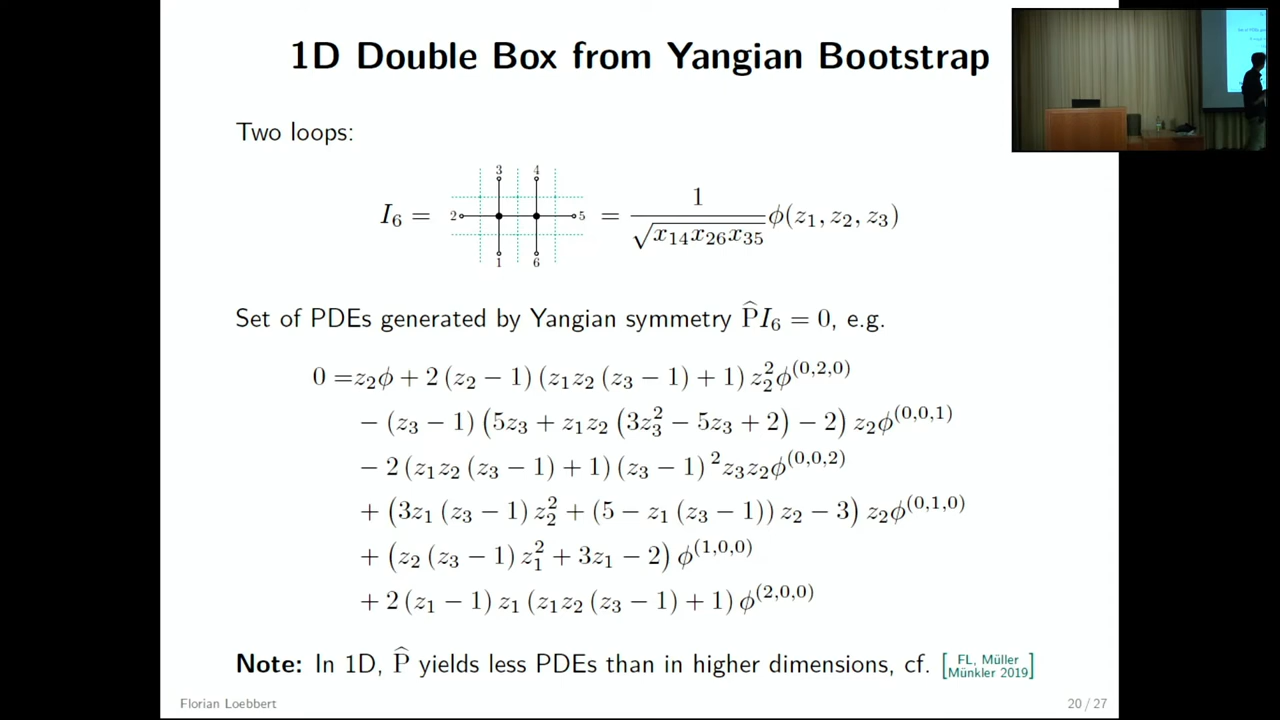 1D Double Box from Yangian Bootstrap
Two loops:
3 4
I₆ = 2 5 = 1/√(x₁₄x₂₆x₃₅) ϕ(z₁, z₂, z₃)
1 6
Set of PDEs generated by Yangian symmetry P̂I₆ = 0, e.g.
0 =z₂ϕ + 2 (z₂ − 1) (z₁z₂ (z₃ − 1) + 1) z₂²ϕ^(0,2,0)
− (z₃ − 1) (5z₃ + z₁z₂ (3z₃² − 5z₃ + 2) − 2) z₂ϕ^(0,0,1)
− 2 (z₁z₂ (z₃ − 1) + 1) (z₃ − 1)² z₃z₂ϕ^(0,0,2)
+ (3z₁ (z₃ − 1) z₂² + (5 − z₁ (z₃ − 1)) z₂ − 3) z₂ϕ^(0,1,0)
+ (z₂ (z₃ − 1) z₁² + 3z₁ − 2) ϕ^(1,0,0)
+ 2 (z₁ − 1) z₁ (z₁z₂ (z₃ − 1) + 1) ϕ^(2,0,0)
Note: In 1D, P̂ yields less PDEs than in higher dimensions, cf. [FL, Müller
Münkler 2019]
Florian Loebbert 20 / 27